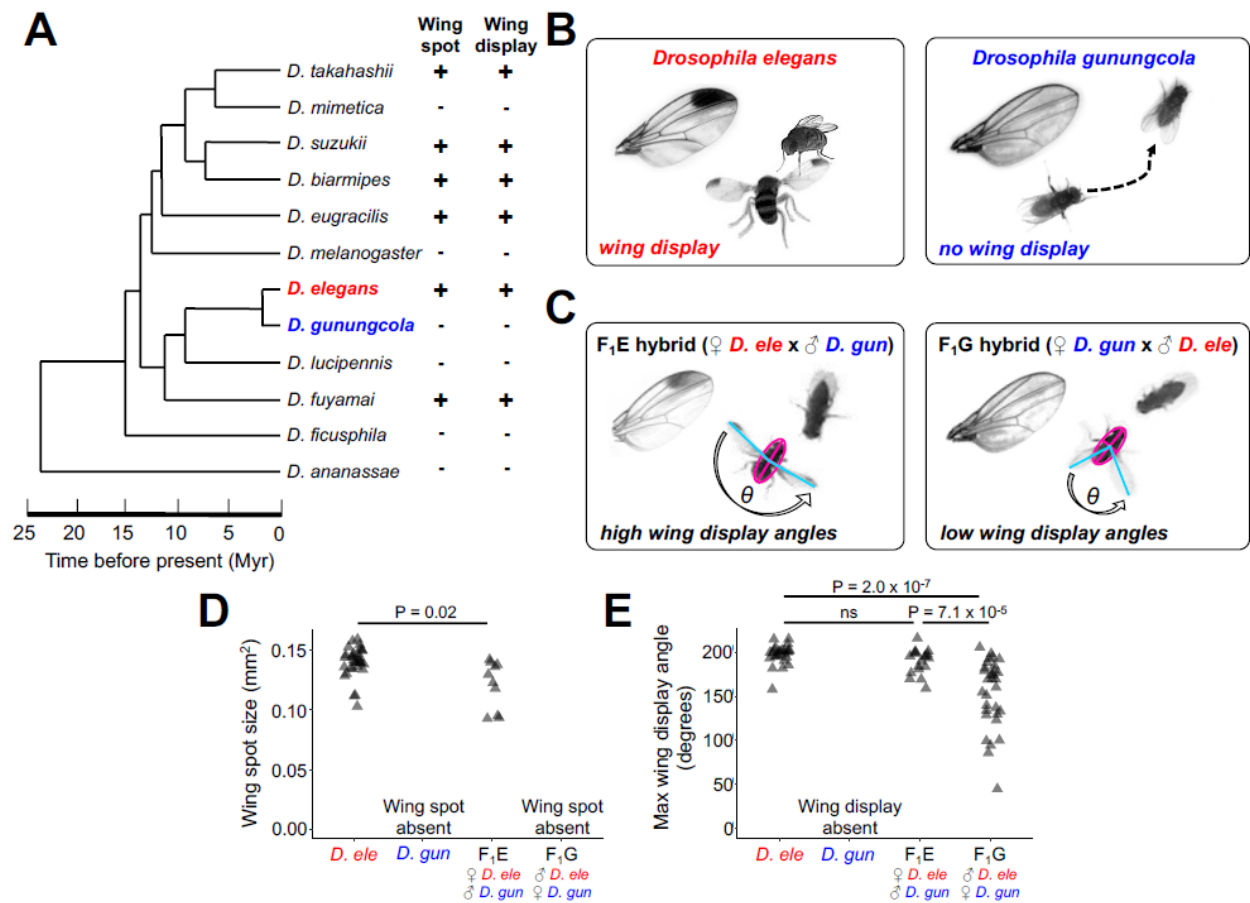 A
Wing spot
Wing display
D. takahashii + +
D. mimetica - -
D. suzukii + +
D. biarmipes + +
D. eugracilis + +
D. melanogaster - -
D. elegans + +
D. gunungcola - -
D. lucipennis - -
D. fuyamai + +
D. ficusphila - -
D. ananassae - -
25 20 15 10 5 0
Time before present (Myr)
B
Drosophila elegans
wing display
Drosophila gunungcola
no wing display
C
F₁E hybrid (♀ D. ele x ♂ D. gun)
θ
high wing display angles
F₁G hybrid (♀ D. gun x ♂ D. ele)
θ
low wing display angles
D
P = 0.02
Wing spot size (mm²)
0.15
0.10
0.05
0.00
Wing spot absent
Wing spot absent
D. ele
D. gun
F₁E
♀ D. ele
♂ D. gun
F₁G
♂ D. ele
♀ D. gun
E
P = 2.0 x 10⁻⁷
ns
P = 7.1 x 10⁻⁵
Max wing display angle
(degrees)
200
150
100
50
0
Wing display absent
D. ele
D. gun
F₁E
♀ D. ele
♂ D. gun
F₁G
♂ D. ele
♀ D. gun